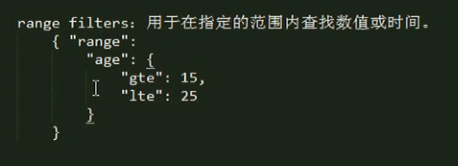 range filters: 用于在指定的范围内查找数值或时间。
{ "range":
"age": {
"gte": 15,
"lte": 25
}
}